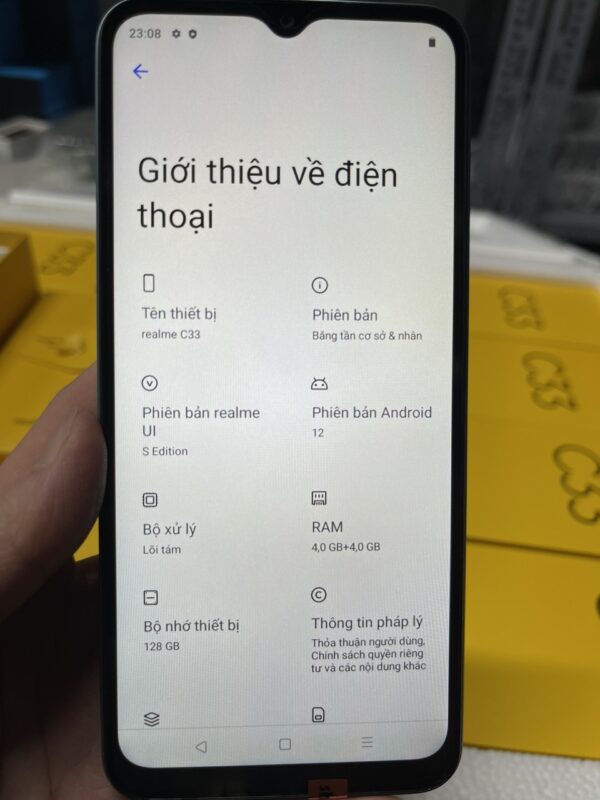 23:08
Giới thiệu về điện
thoại
Tên thiết bị
realme C33
Phiên bản
Băng tần cơ sở & nhân
Phiên bản realme
UI
S Edition
Phiên bản Android
12
Bộ xử lý
Lõi tám
RAM
4,0 GB+4,0 GB
Bộ nhớ thiết bị
128 GB
Thông tin pháp lý
Thỏa thuận người dùng,
Chính sách quyền riêng
tư và các nội dung khác
C33
C33
C33
C33